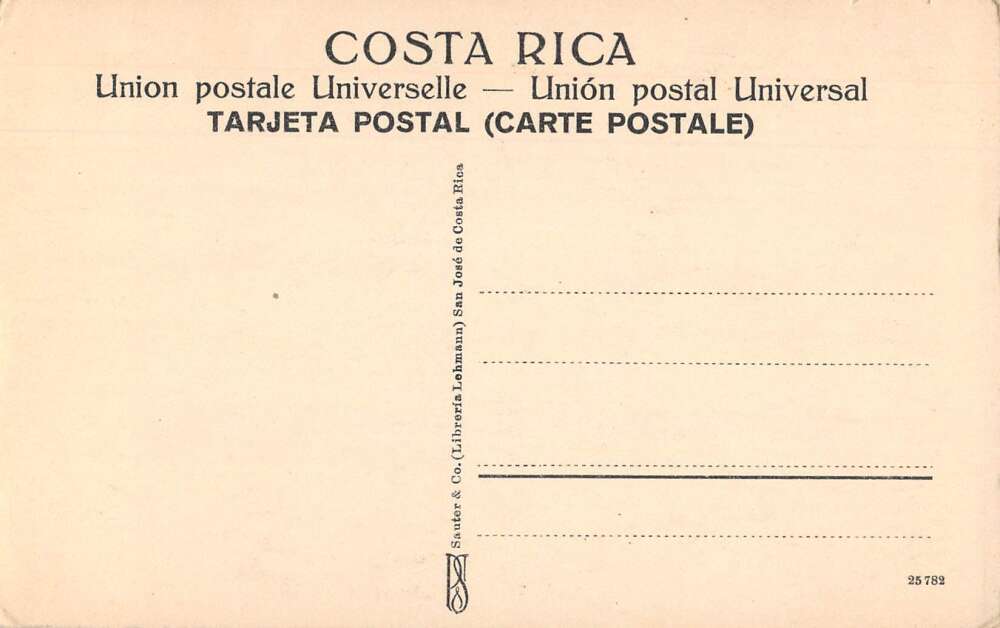 COSTA RICA
Union postale Universelle — Unión postal Universal
TARJETA POSTAL (CARTE POSTALE)
Sauter & Co. (Librería Lehmann) San José de Costa Rica
25782